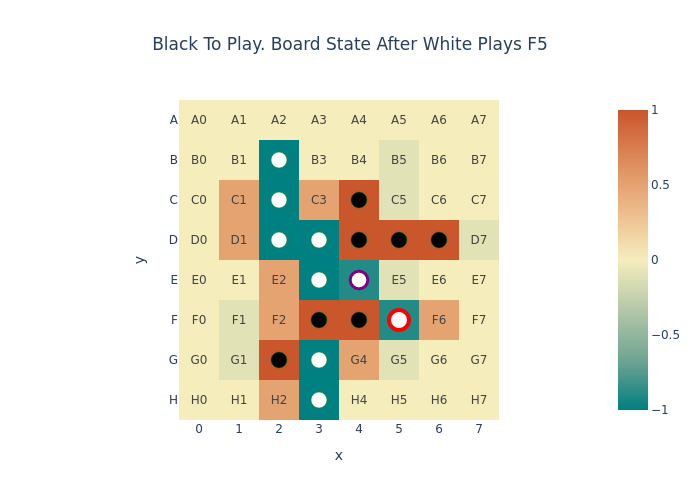 Black To Play. Board State After White Plays F5
A A0 A1 A2 A3 A4 A5 A6 A7 1
B B0 B1 B3 B4 B5 B6 B7
C C0 C1 C3 C5 C6 C7 0.5
D D0 D1 D7
y 0
E E0 E1 E2 E5 E6 E7
F F0 F1 F2 F6 F7 −0.5
G G0 G1 G4 G5 G6 G7
H H0 H1 H2 H4 H5 H6 H7 −1
0 1 2 3 4 5 6 7
x